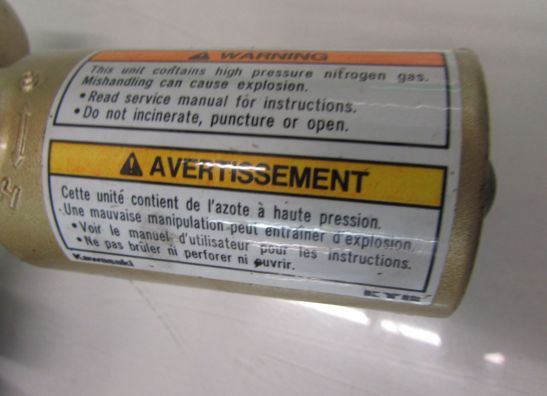 WARNING
This unit contains high pressure nitrogen gas.
Mishandling can cause explosion.
• Read service manual for instructions.
• Do not incinerate, puncture or open.
AVERTISSEMENT
Cette unité contient de l'azote à haute pression.
Une mauvaise manipulation peut entraîner d'explosion.
• Voir le manuel d'utilisateur pour les instructions.
• Ne pas brûler ni perforer ni ouvrir.
Kawasaki